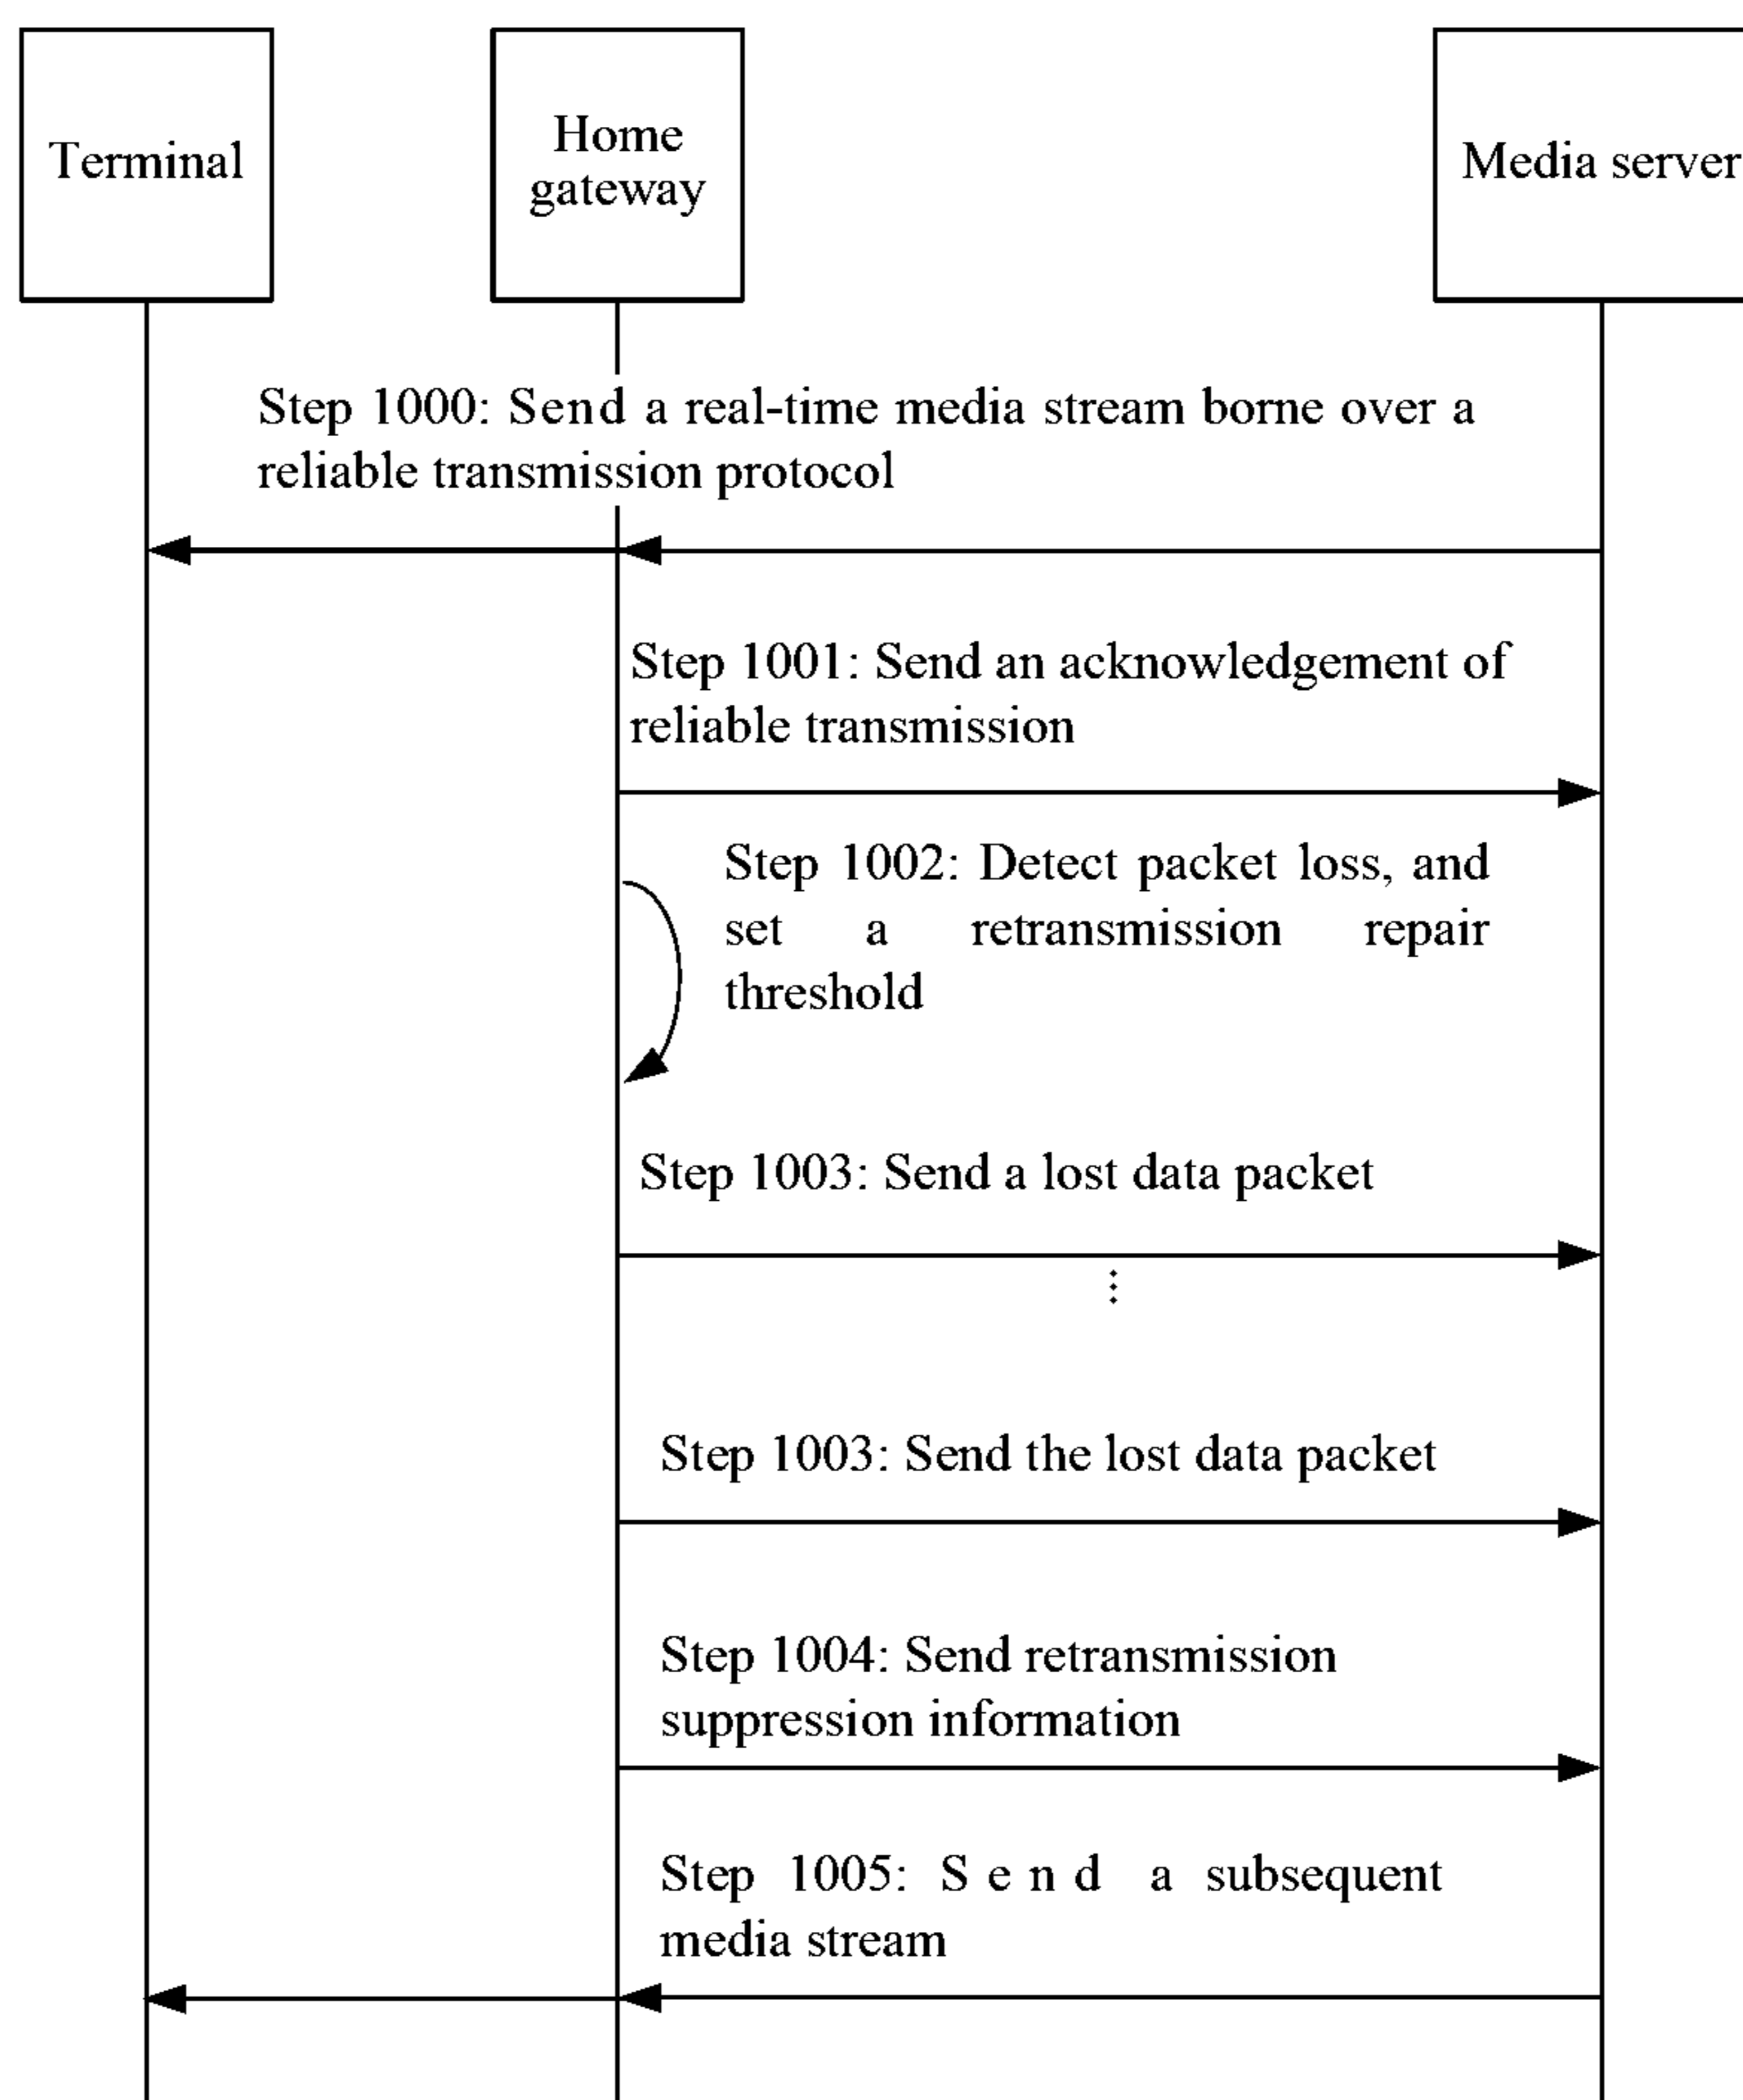 Terminal
Home
gateway
Media server
Step 1000: Send a real-time media stream borne over a
reliable transmission protocol
Step 1001: Send an acknowledgement of
reliable transmission
Step 1002: Detect packet loss, and
set a retransmission repair
threshold
Step 1003: Send a lost data packet
Step 1003: Send the lost data packet
Step 1004: Send retransmission
suppression information
Step 1005: Send a subsequent
media stream